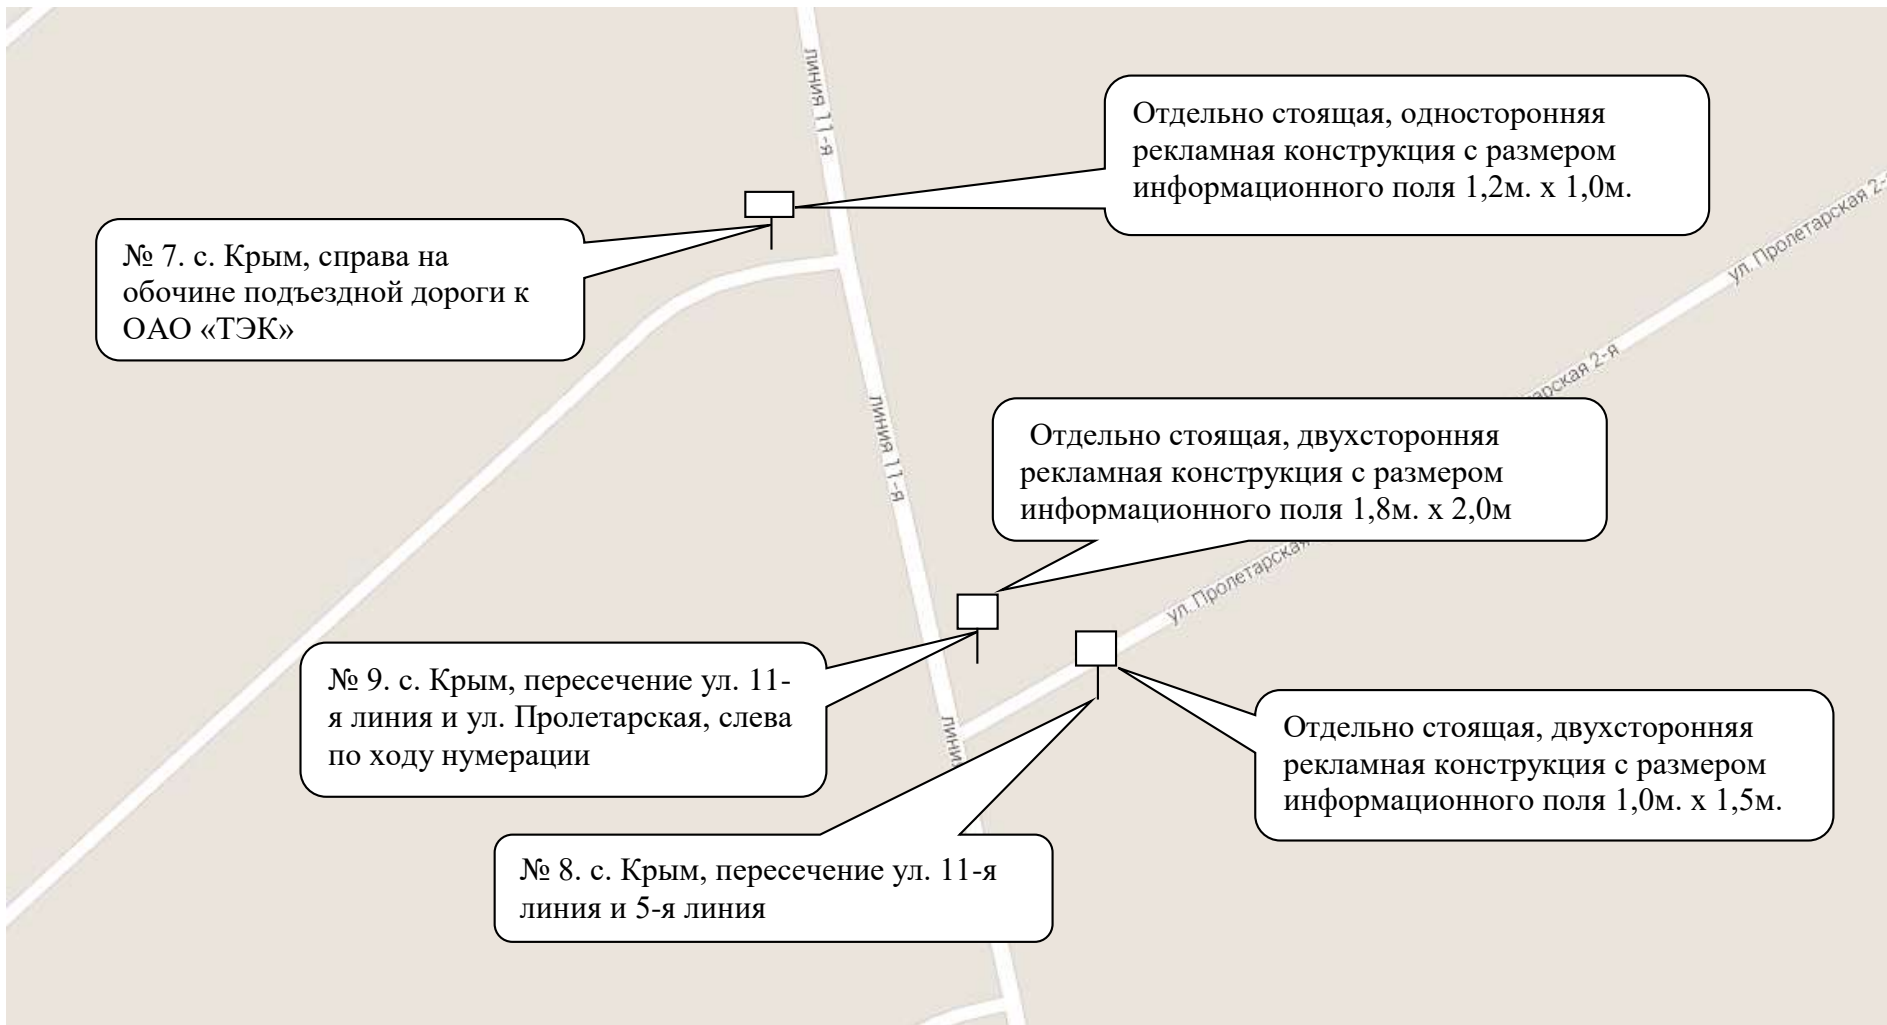 линия 11-я
Отдельно стоящая, односторонняя
рекламная конструкция с размером
информационного поля 1,2м. х 1,0м.
ул. Пролетарская 2-
№ 7. с. Крым, справа на
обочине подъездной дороги к
ОАО «ТЭК»
арская 2-я
линия 11-я
Отдельно стоящая, двухсторонняя
рекламная конструкция с размером
информационного поля 1,8м. х 2,0м
ул. Пролетарская
№ 9. с. Крым, пересечение ул. 11-
я линия и ул. Пролетарская, слева
по ходу нумерации
линия
Отдельно стоящая, двухсторонняя
рекламная конструкция с размером
информационного поля 1,0м. х 1,5м.
№ 8. с. Крым, пересечение ул. 11-я
линия и 5-я линия